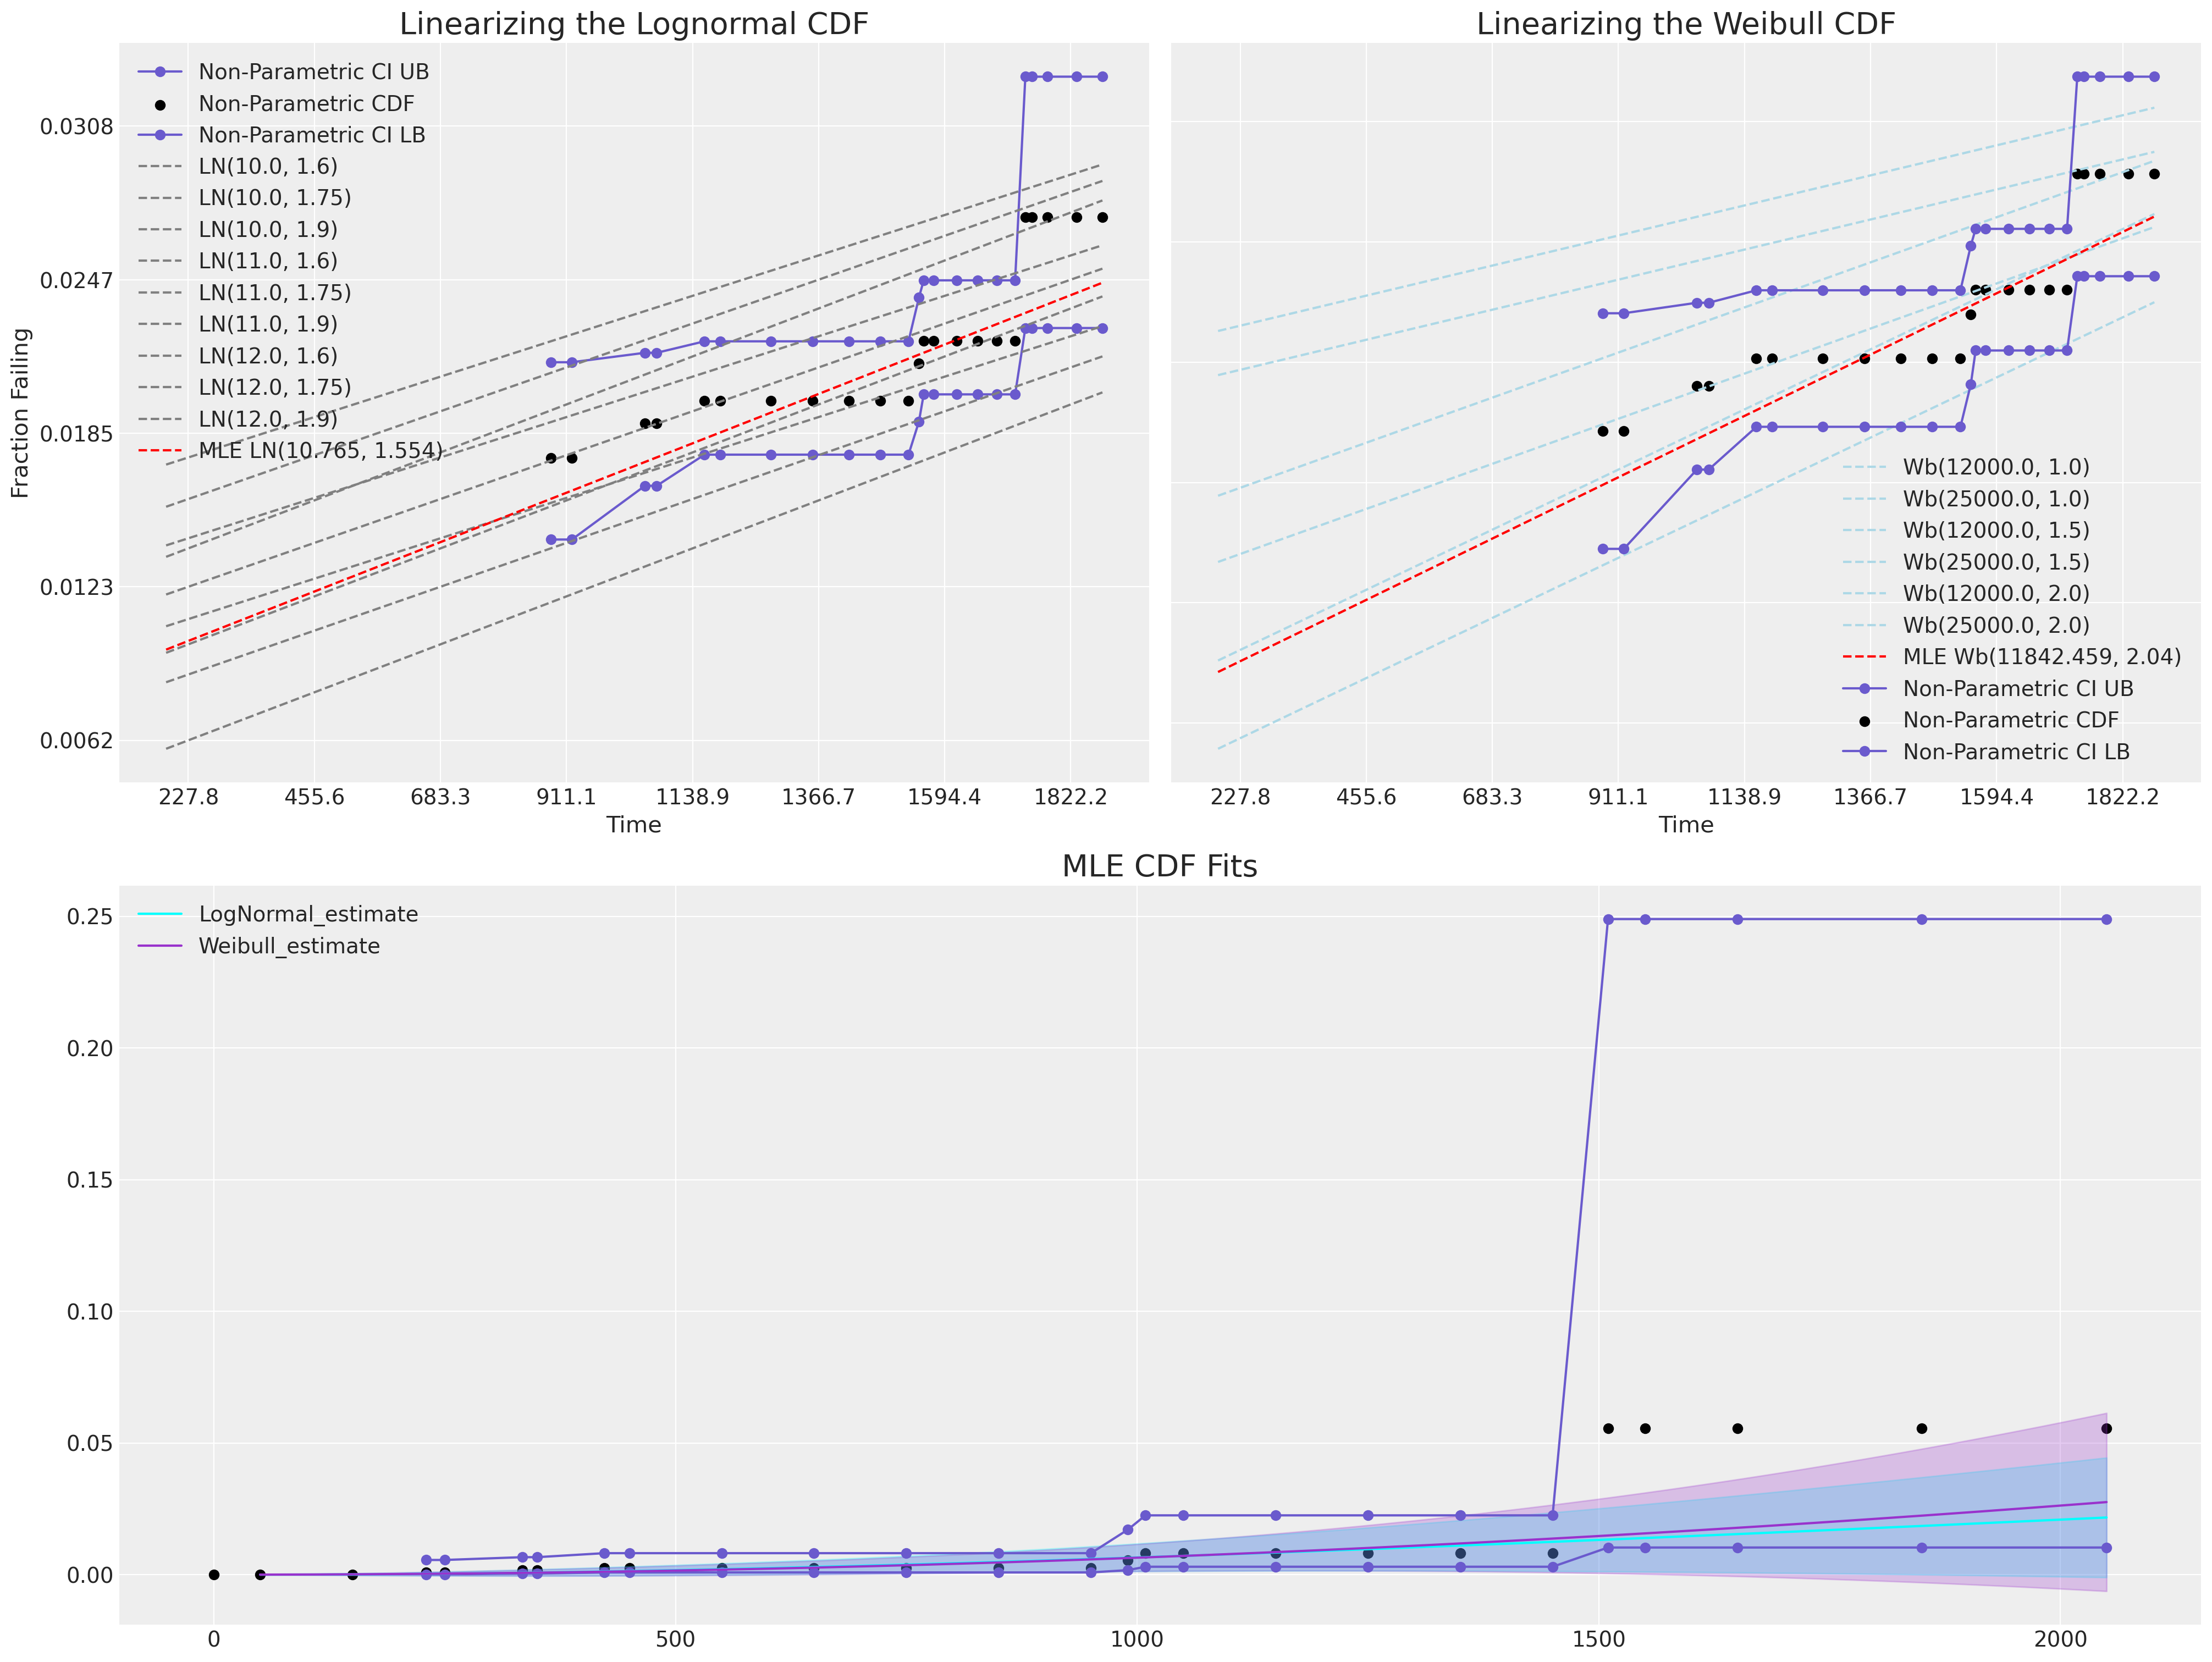 Linearizing the Lognormal CDF
Non-Parametric CI UB
Non-Parametric CDF
Non-Parametric CI LB
LN(10.0, 1.6)
LN(10.0, 1.75)
LN(10.0, 1.9)
LN(11.0, 1.6)
LN(11.0, 1.75)
LN(11.0, 1.9)
LN(12.0, 1.6)
LN(12.0, 1.75)
LN(12.0, 1.9)
MLE LN(10.765, 1.554)
Fraction Failing
0.0308
0.0247
0.0185
0.0123
0.0062
227.8 455.6 683.3 911.1 1138.9 1366.7 1594.4 1822.2
Time
Linearizing the Weibull CDF
Wb(12000.0, 1.0)
Wb(25000.0, 1.0)
Wb(12000.0, 1.5)
Wb(25000.0, 1.5)
Wb(12000.0, 2.0)
Wb(25000.0, 2.0)
MLE Wb(11842.459, 2.04)
Non-Parametric CI UB
Non-Parametric CDF
Non-Parametric CI LB
227.8 455.6 683.3 911.1 1138.9 1366.7 1594.4 1822.2
Time
MLE CDF Fits
LogNormal_estimate
Weibull_estimate
0.25
0.20
0.15
0.10
0.05
0.00
0 500 1000 1500 2000